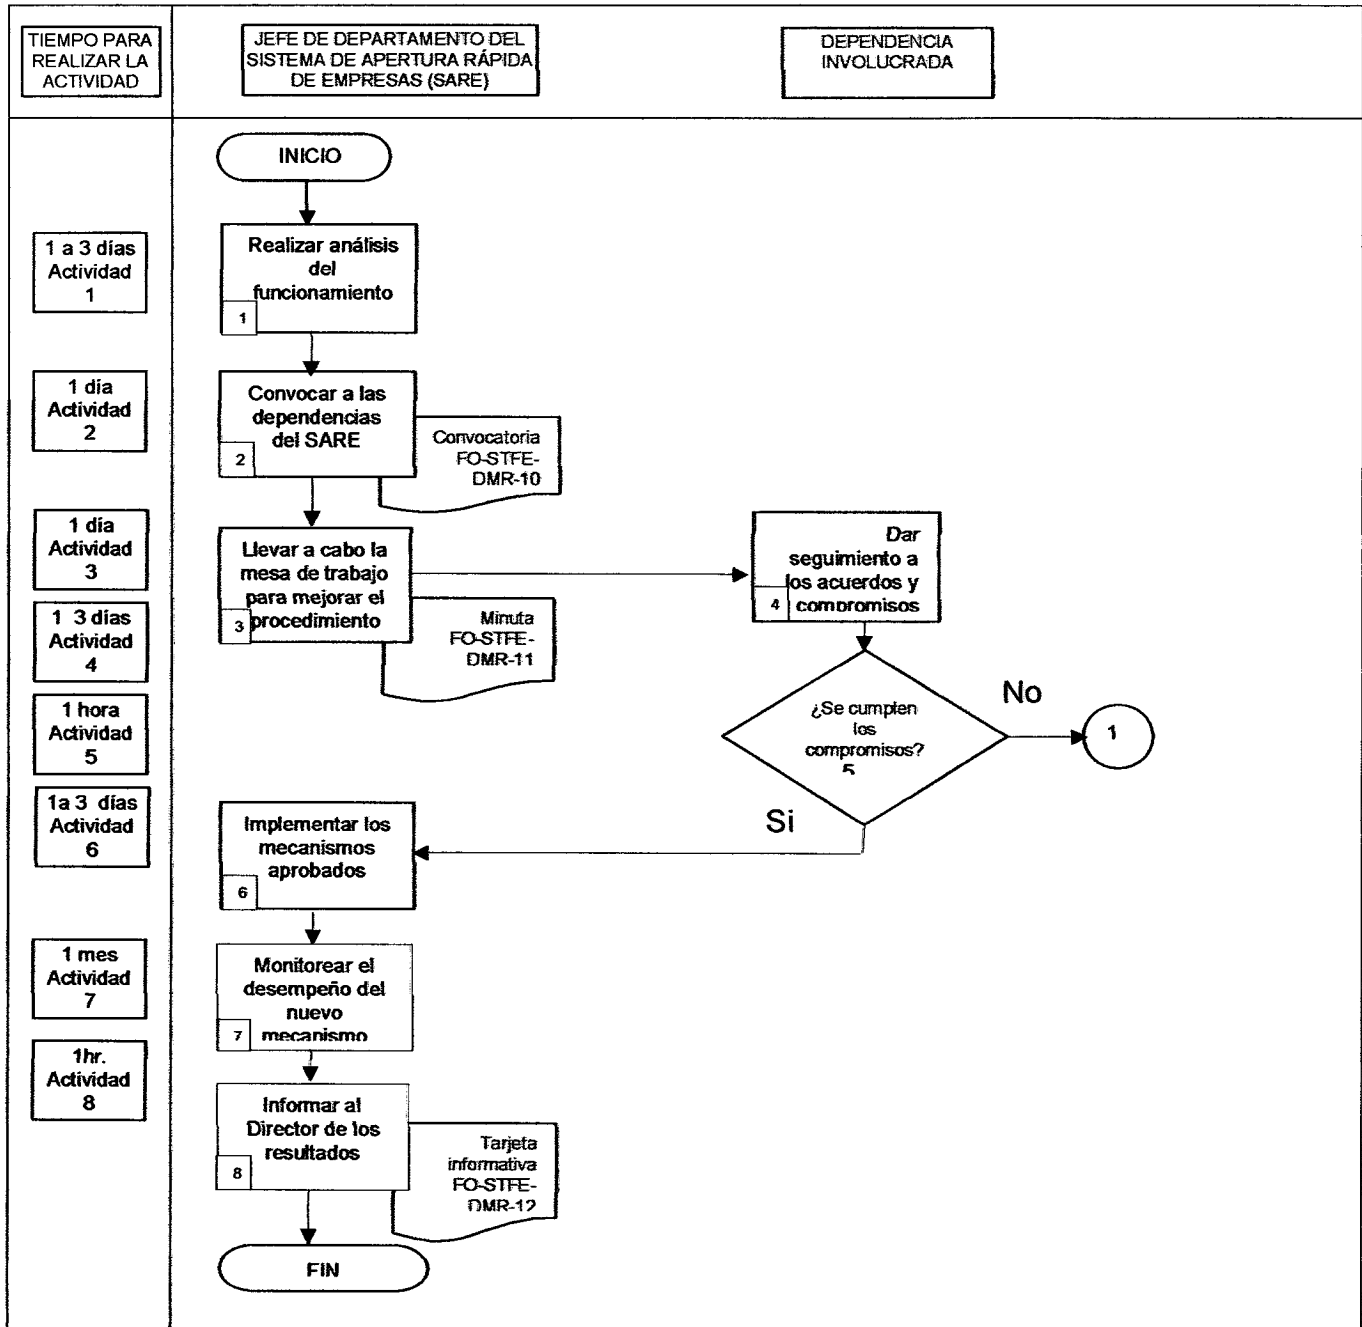 TIEMPO PARA
REALIZAR LA
ACTIVIDAD
JEFE DE DEPARTAMENTO DEL
SISTEMA DE APERTURA RÁPIDA
DE EMPRESAS (SARE)
DEPENDENCIA
INVOLUCRADA
INICIO
1 a 3 días
Actividad
1
Realizar análisis
del
funcionamiento
1
1 día
Actividad
2
Convocar a las
dependencias
del SARE
2
Convocatoria
FO-STFE-
DMR-10
1 día
Actividad
3
Llevar a cabo la
mesa de trabajo
para mejorar el
procedimiento
3
Minuta
FO-STFE-
DMR-11
Dar
seguimiento a
los acuerdos y
compromisos
4
1 3 días
Actividad
4
1 hora
Actividad
5
¿Se cumplen
los
compromisos?
5
No
1
Si
1a 3 días
Actividad
6
Implementar los
mecanismos
aprobados
6
1 mes
Actividad
7
Monitorear el
desempeño del
nuevo
mecanismo
7
1hr.
Actividad
8
Informar al
Director de los
resultados
8
Tarjeta
informativa
FO-STFE-
DMR-12
FIN